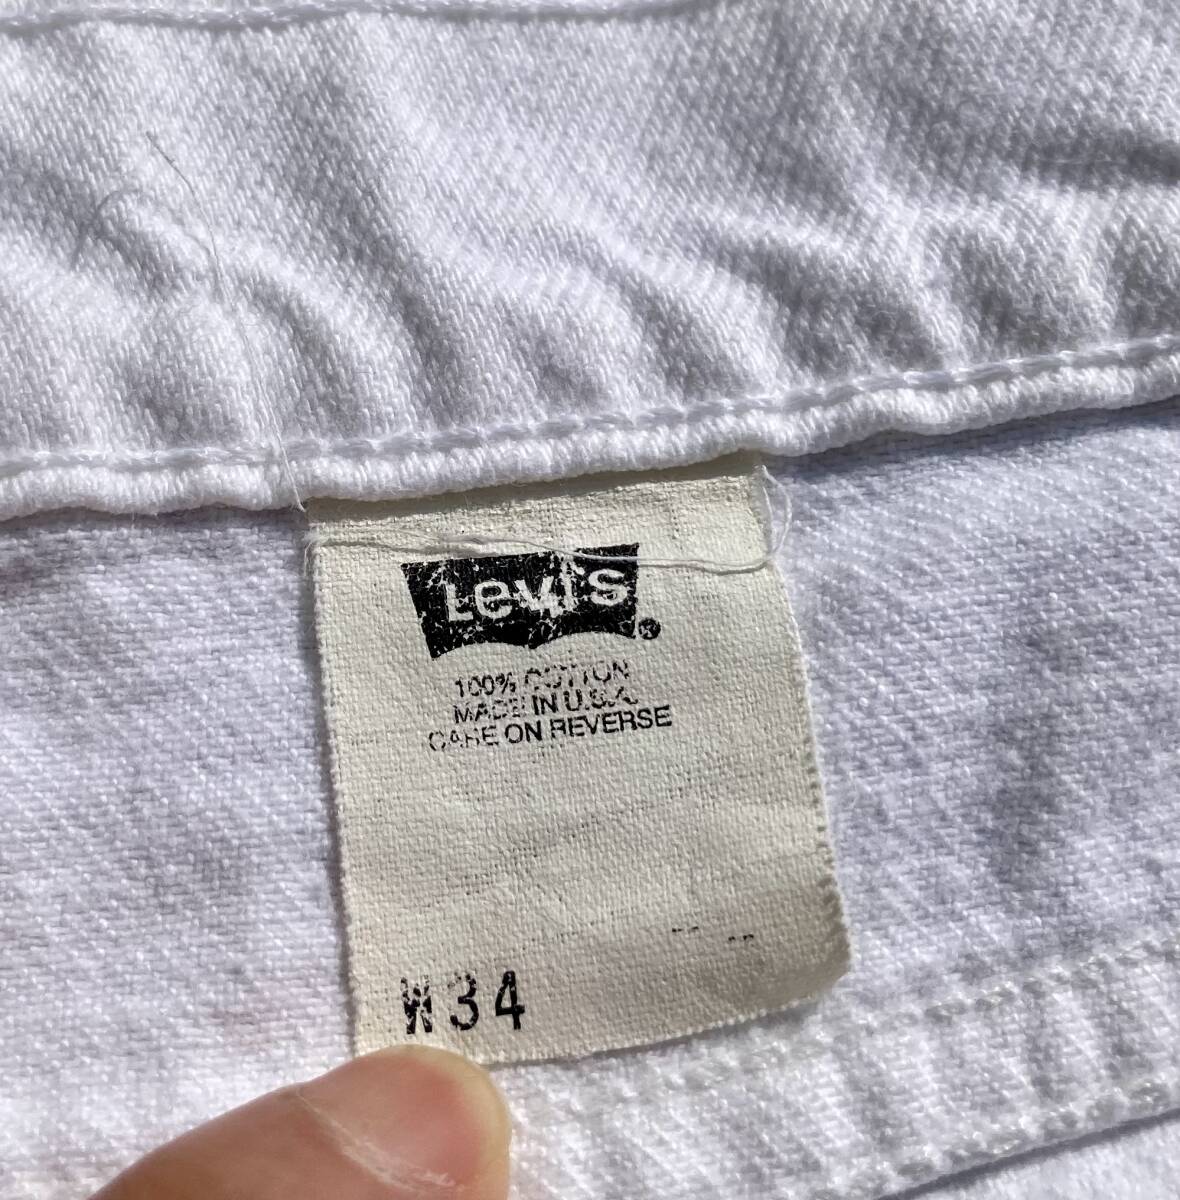 Levi's ®
100% COTTON
MADE IN U.S.A.
CARE ON REVERSE
W34